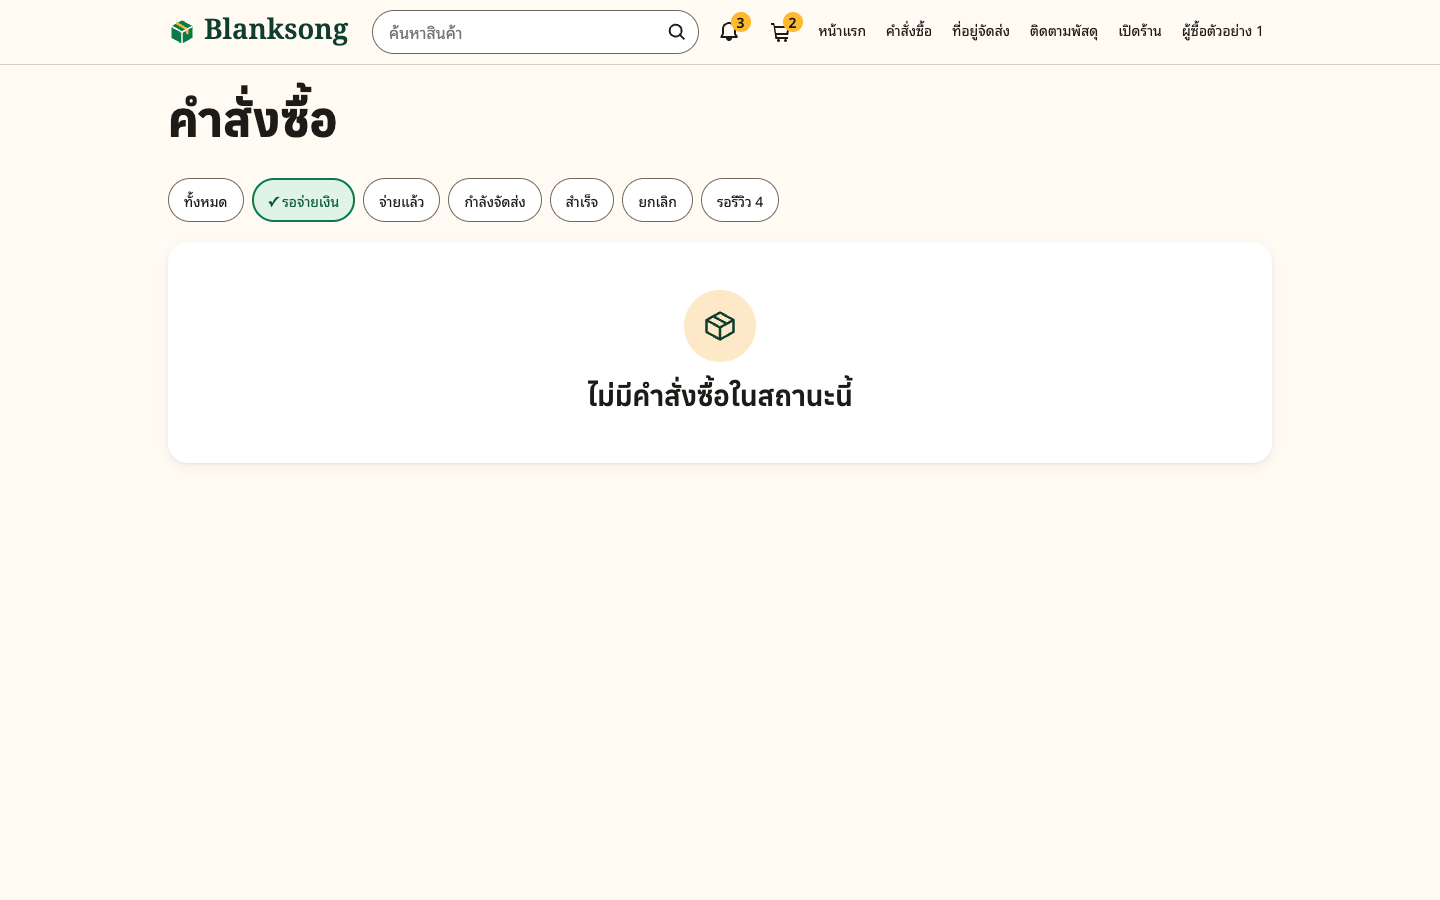 Blanksong
ค้นหาสินค้า
3
2
หน้าแรก
คำสั่งซื้อ
ที่อยู่จัดส่ง
ติดตามพัสดุ
เปิดร้าน
ผู้ซื้อตัวอย่าง 1
คำสั่งซื้อ
ทั้งหมด
✓ รอจ่ายเงิน
จ่ายแล้ว
กำลังจัดส่ง
สำเร็จ
ยกเลิก
รอรีวิว 4
ไม่มีคำสั่งซื้อในสถานะนี้